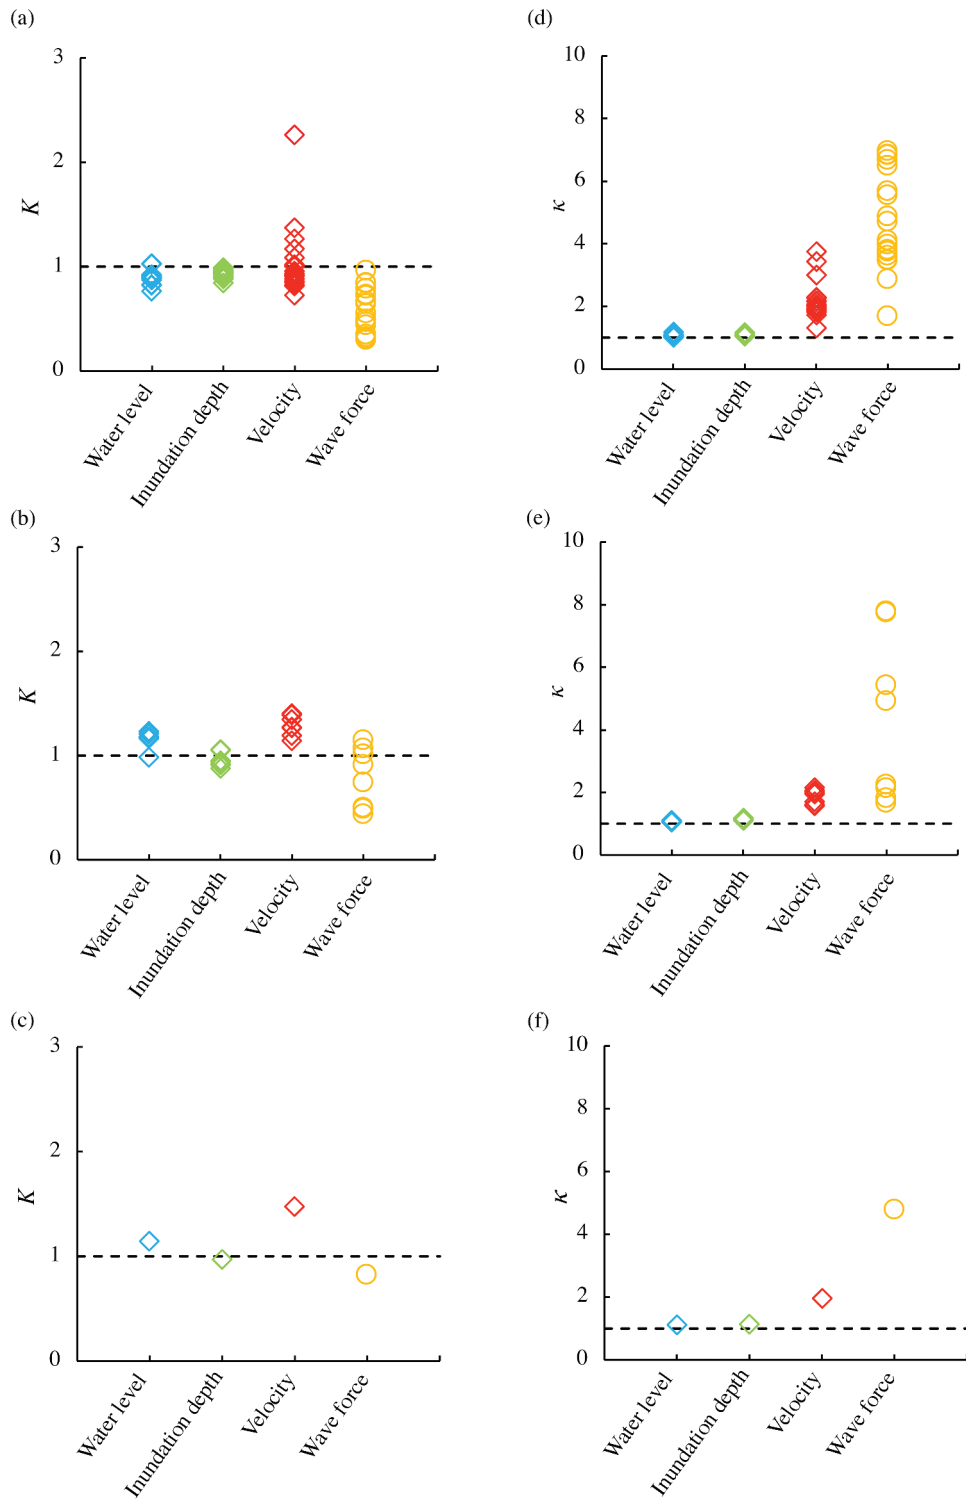 (a)
3
2
1
0
K
Water level
Inundation depth
Velocity
Wave force
(d)
10
8
6
4
2
0
κ
Water level
Inundation depth
Velocity
Wave force
(b)
3
2
1
0
K
Water level
Inundation depth
Velocity
Wave force
(e)
10
8
6
4
2
0
κ
Water level
Inundation depth
Velocity
Wave force
(c)
3
2
1
0
K
Water level
Inundation depth
Velocity
Wave force
(f)
10
8
6
4
2
0
κ
Water level
Inundation depth
Velocity
Wave force